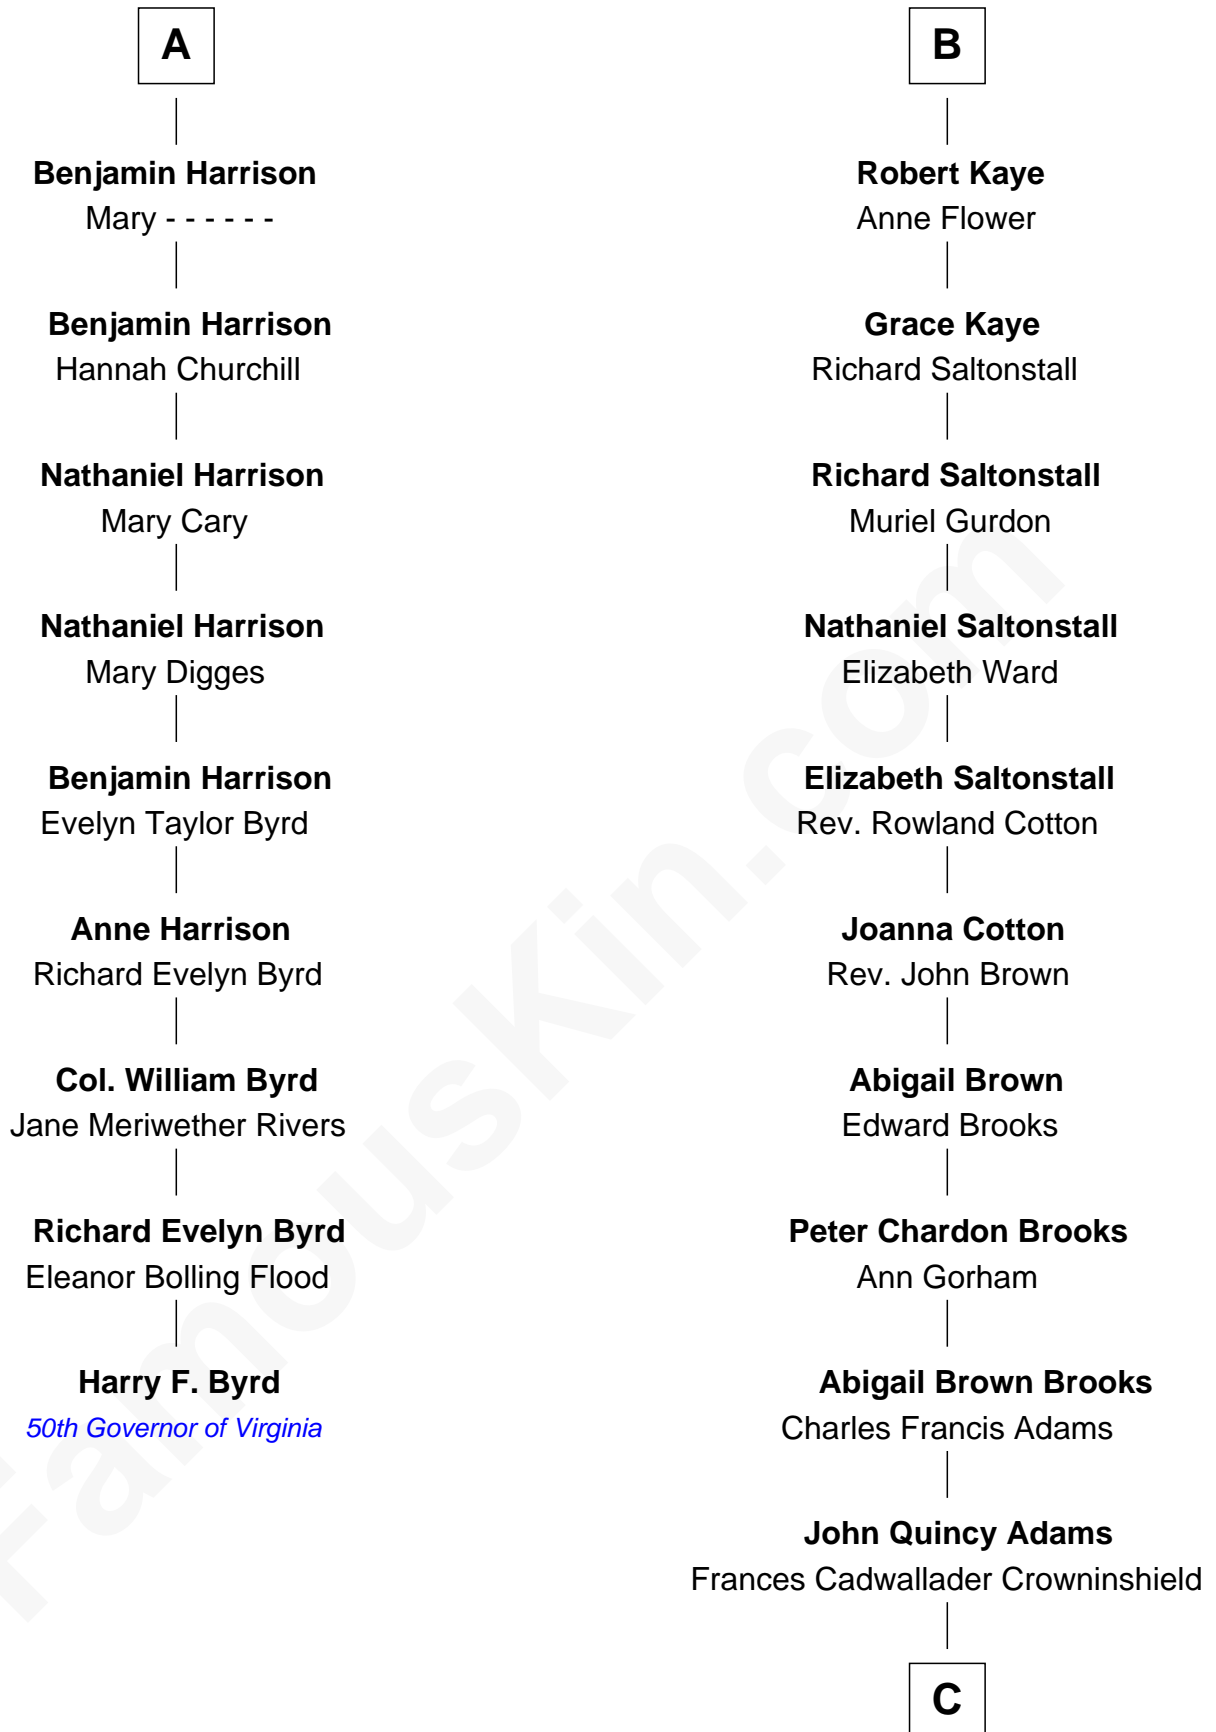 A
Benjamin Harrison
Mary - - - - - -
Benjamin Harrison
Hannah Churchill
Nathaniel Harrison
Mary Cary
Nathaniel Harrison
Mary Digges
Benjamin Harrison
Evelyn Taylor Byrd
Anne Harrison
Richard Evelyn Byrd
Col. William Byrd
Jane Meriwether Rivers
Richard Evelyn Byrd
Eleanor Bolling Flood
Harry F. Byrd
50th Governor of Virginia
B
Robert Kaye
Anne Flower
Grace Kaye
Richard Saltonstall
Richard Saltonstall
Muriel Gurdon
Nathaniel Saltonstall
Elizabeth Ward
Elizabeth Saltonstall
Rev. Rowland Cotton
Joanna Cotton
Rev. John Brown
Abigail Brown
Edward Brooks
Peter Chardon Brooks
Ann Gorham
Abigail Brown Brooks
Charles Francis Adams
John Quincy Adams
Frances Cadwallader Crowninshield
C
FamousKin.com